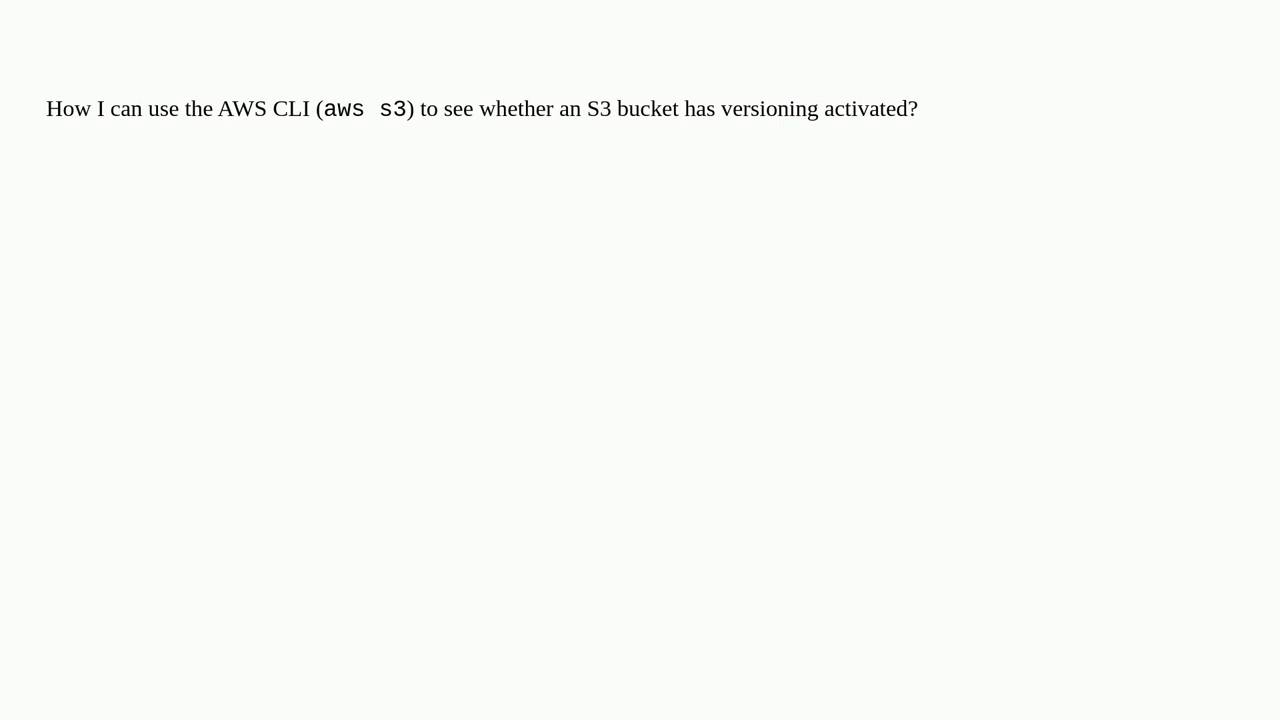 How I can use the AWS CLI (aws s3) to see whether an S3 bucket has versioning activated?